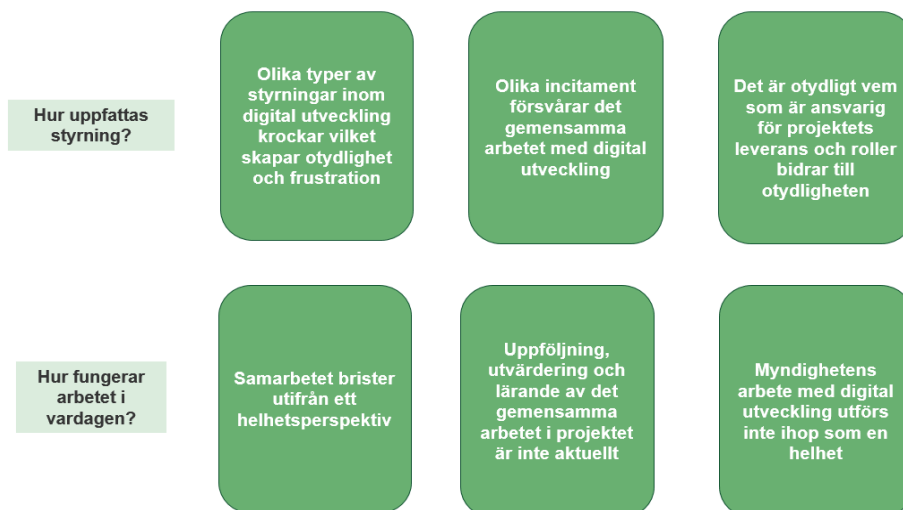 Hur uppfattas
styrning?
Olika typer av
styrningar inom
digital utveckling
krockar vilket
skapar otydlighet
och frustration
Olika incitament
försvårar det
gemensamma
arbetet med digital
utveckling
Det är otydligt vem
som är ansvarig
för projektets
leverans och roller
bidrar till
otydligheten
Hur fungerar
arbetet i
vardagen?
Samarbetet brister
utifrån ett
helhetsperspektiv
Uppföljning,
utvärdering och
lärande av det
gemensamma
arbetet i projektet
är inte aktuellt
Myndighetens
arbete med digital
utveckling utförs
inte ihop som en
helhet